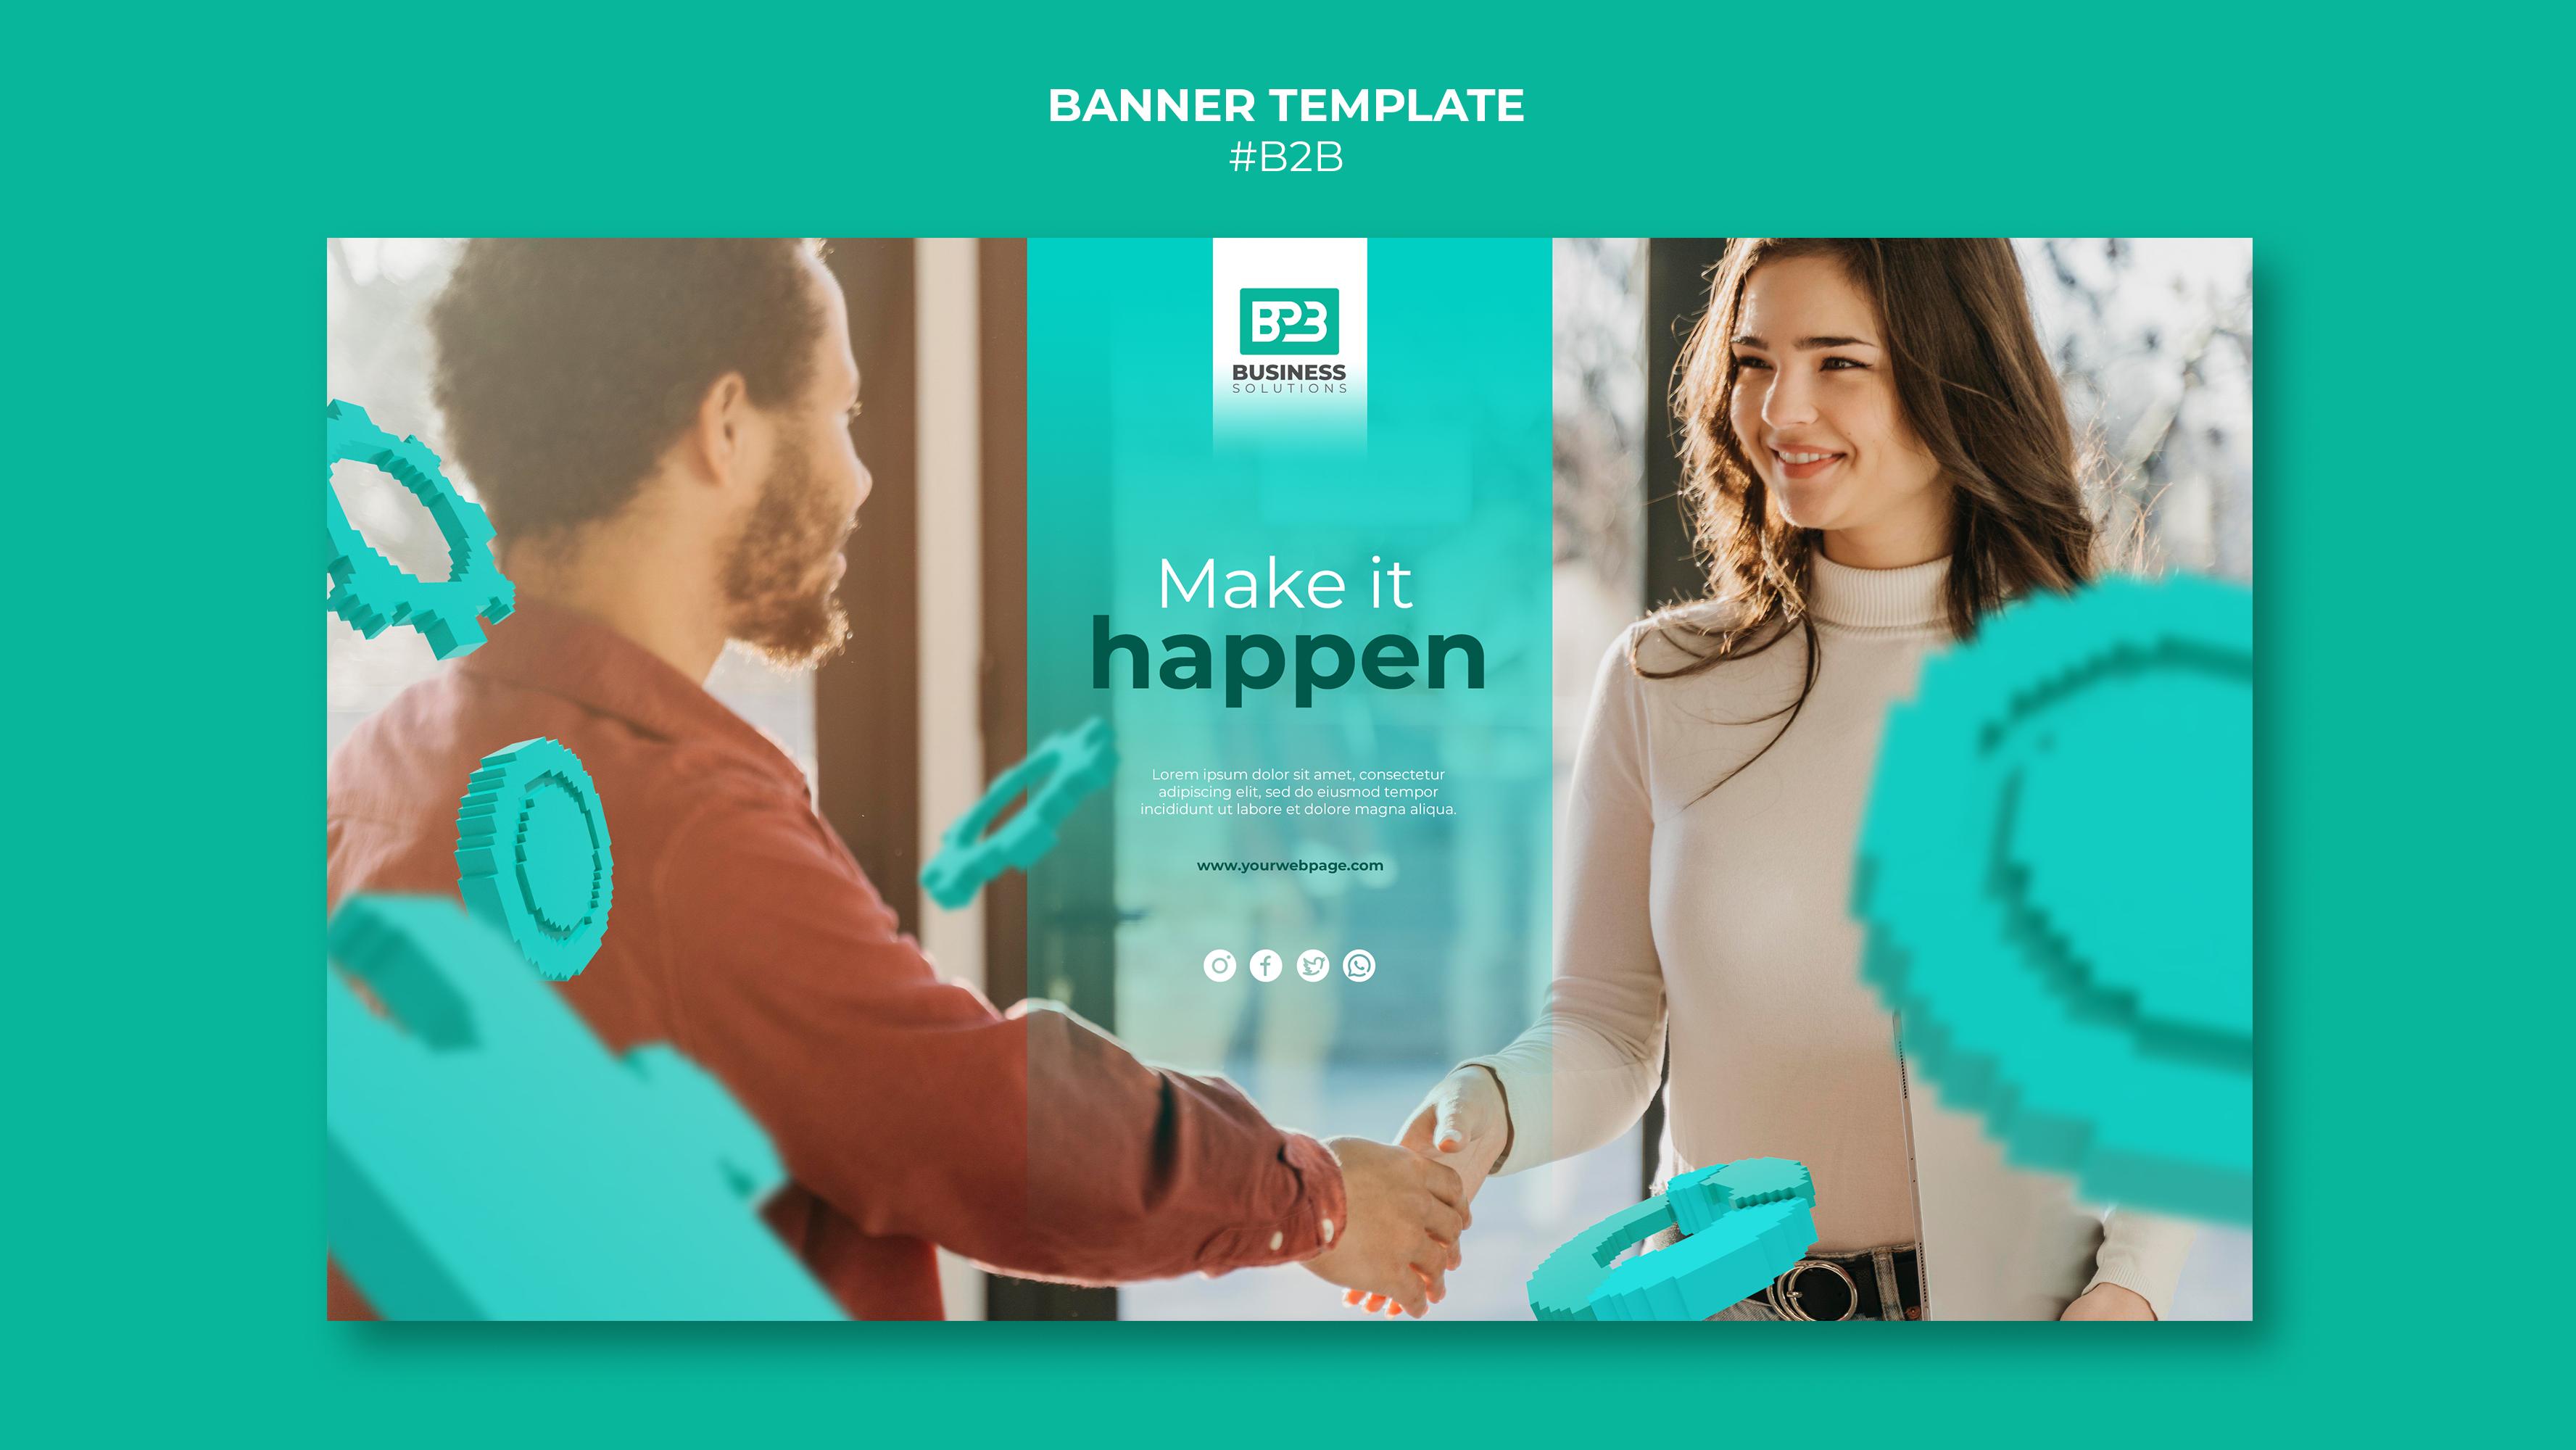 BANNER TEMPLATE
#B2B
B2B
BUSINESS
SOLUTIONS
Make it
happen
Lorem ipsum dolor sit amet, consectetur
adipiscing elit, sed do eiusmod tempor
incididunt ut labore et dolore magna aliqua.
www.yourwebpage.com